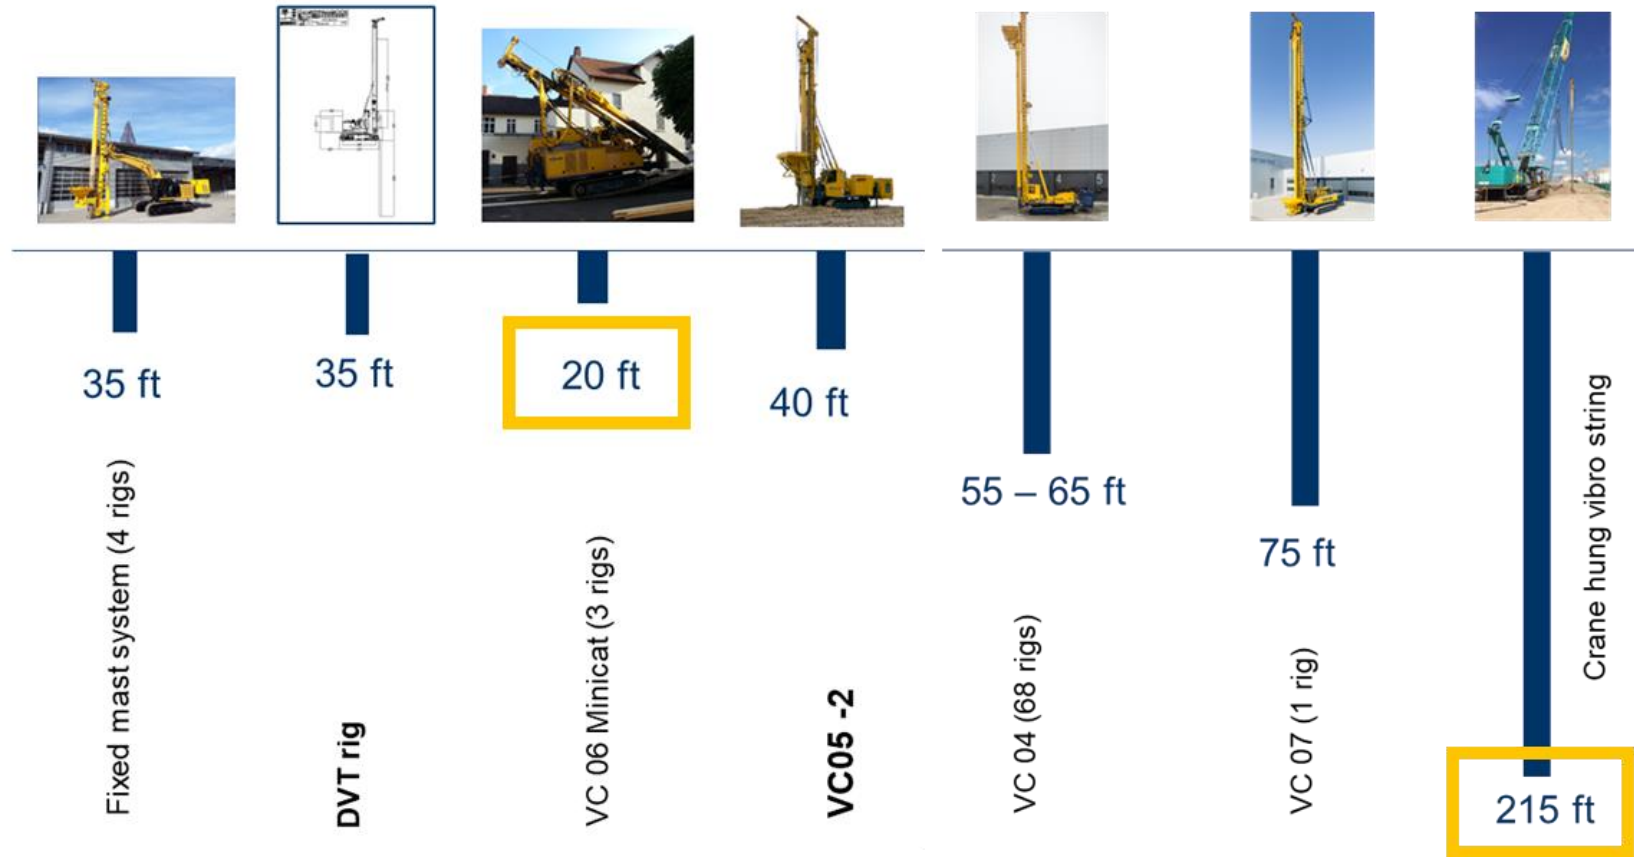 35 ft
35 ft
20 ft
40 ft
55 – 65 ft
75 ft
215 ft
Fixed mast system (4 rigs)
DVT rig
VC 06 Minicat (3 rigs)
VC05 -2
VC 04 (68 rigs)
VC 07 (1 rig)
Crane hung vibro string